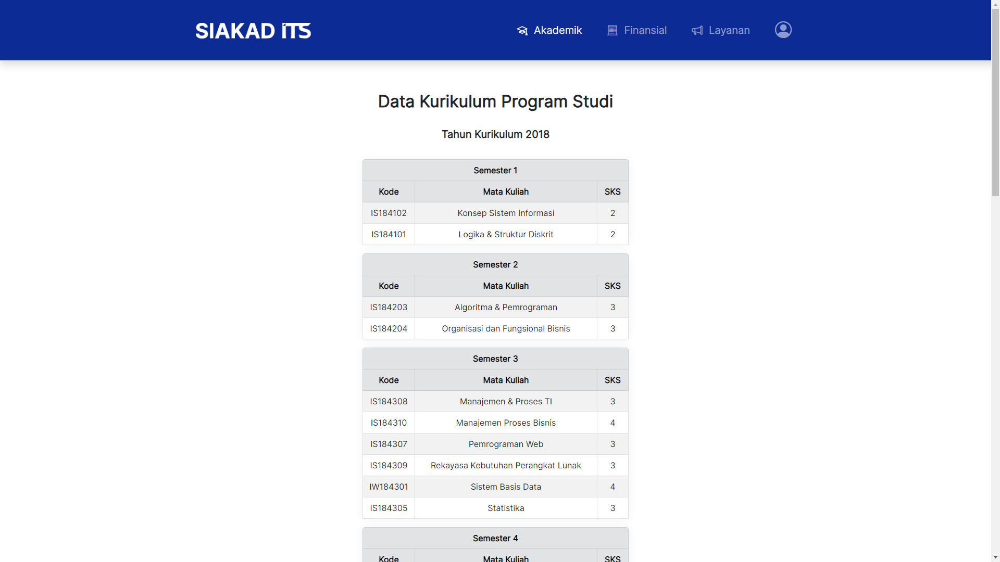 SIAKAD ITS
Akademik
Finansial
Layanan
Data Kurikulum Program Studi
Tahun Kurikulum 2018
Semester 1
Kode Mata Kuliah SKS
IS184102 Konsep Sistem Informasi 2
IS184101 Logika & Struktur Diskrit 2
Semester 2
Kode Mata Kuliah SKS
IS184203 Algoritma & Pemrograman 3
IS184204 Organisasi dan Fungsional Bisnis 3
Semester 3
Kode Mata Kuliah SKS
IS184308 Manajemen & Proses TI 3
IS184310 Manajemen Proses Bisnis 4
IS184307 Pemrograman Web 3
IS184309 Rekayasa Kebutuhan Perangkat Lunak 3
IW184301 Sistem Basis Data 4
IS184305 Statistika 3
Semester 4
Kode Mata Kuliah SKS